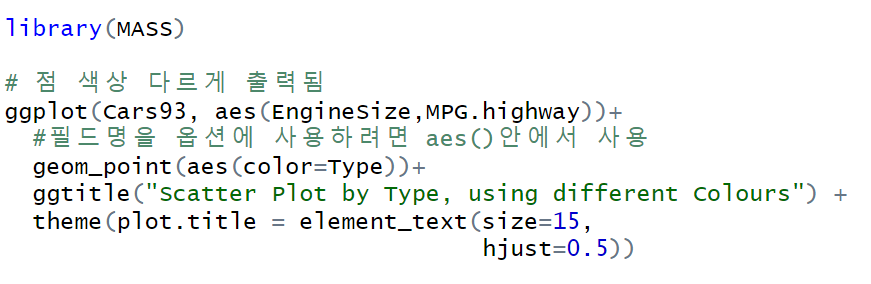 library(MASS)
# 점 색상 다르게 출력됨
ggplot(Cars93, aes(EngineSize,MPG.highway))+
  #필드명을 옵션에 사용하려면 aes()안에서 사용
  geom_point(aes(color=Type))+
  ggtitle("Scatter Plot by Type, using different Colours") +
  theme(plot.title = element_text(size=15,
                                  hjust=0.5))